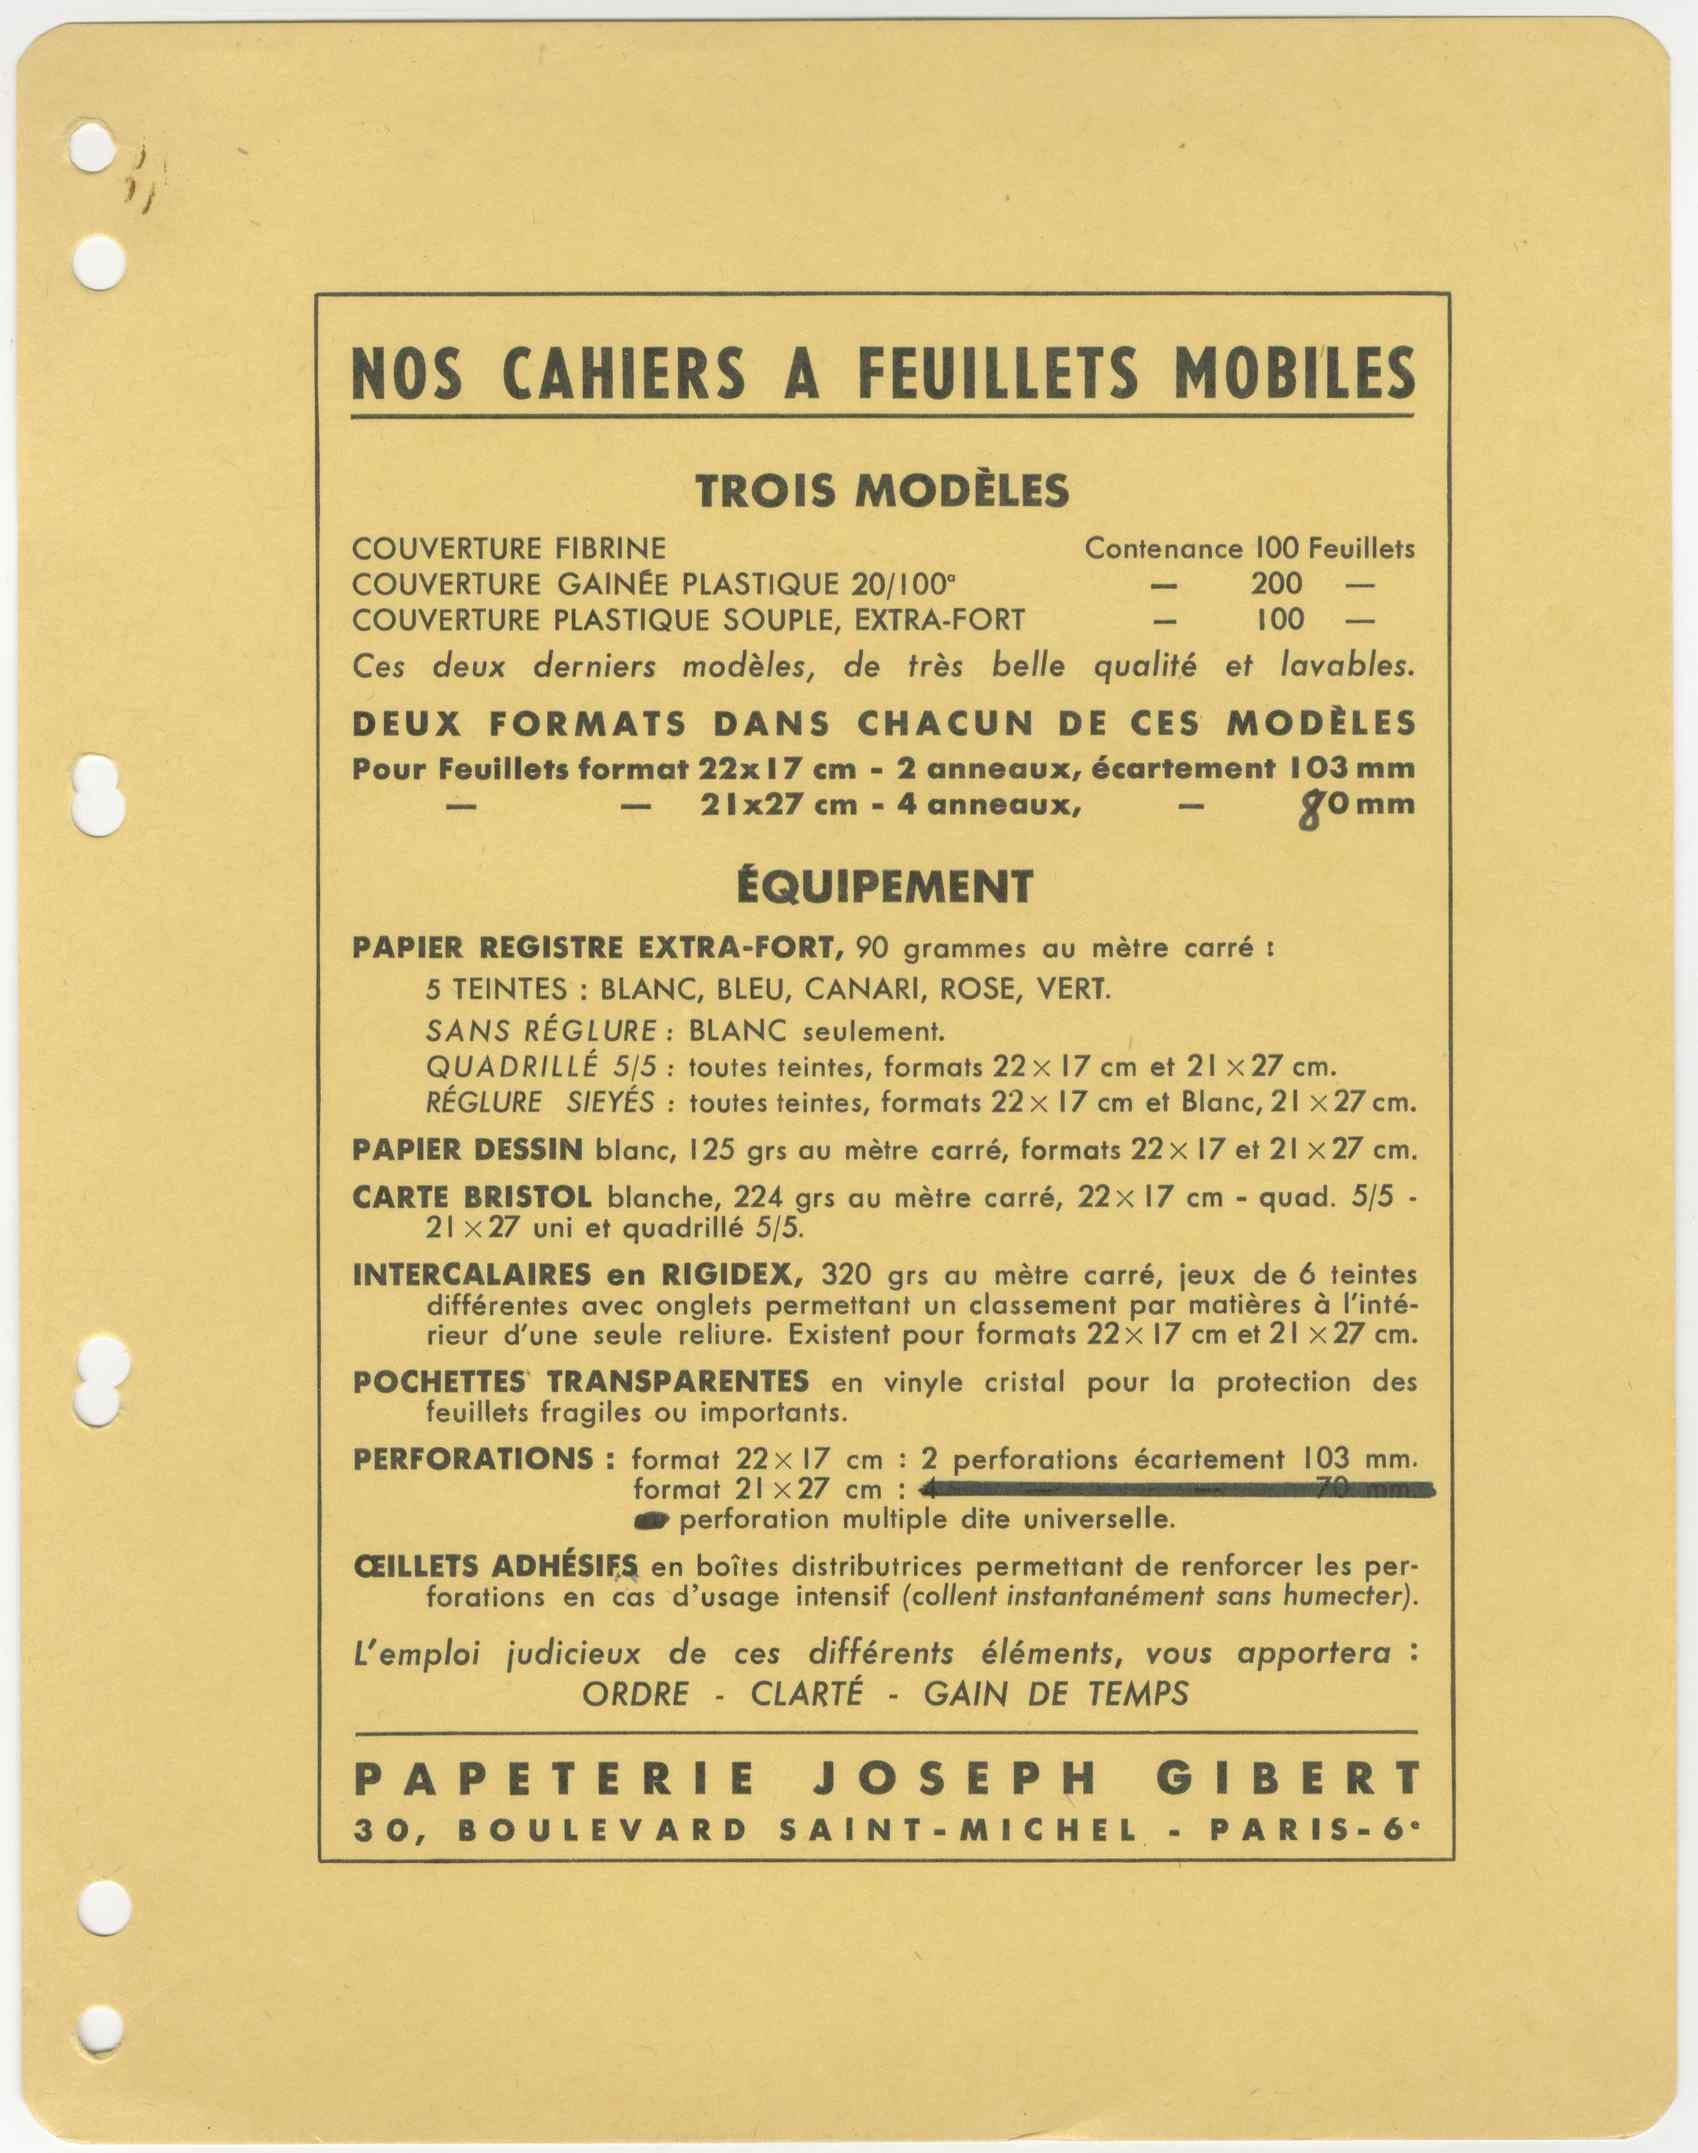 NOS CAHIERS A FEUILLETS MOBILES
TROIS MODÈLES
COUVERTURE FIBRINE Contenance 100 Feuillets
COUVERTURE GAINÉE PLASTIQUE 20/100° — 200 —
COUVERTURE PLASTIQUE SOUPLE, EXTRA-FORT — 100 —
Ces deux derniers modèles, de très belle qualité et lavables.
DEUX FORMATS DANS CHACUN DE CES MODÈLES
Pour Feuillets format 22x17 cm - 2 anneaux, écartement 103 mm
— — 21x27 cm - 4 anneaux, — 80 mm
ÉQUIPEMENT
PAPIER REGISTRE EXTRA-FORT, 90 grammes au mètre carré :
5 TEINTES : BLANC, BLEU, CANARI, ROSE, VERT.
SANS RÉGLURE : BLANC seulement.
QUADRILLÉ 5/5 : toutes teintes, formats 22 × 17 cm et 21 × 27 cm.
RÉGLURE SIEYÉS : toutes teintes, formats 22 × 17 cm et Blanc, 21 × 27 cm.
PAPIER DESSIN blanc, 125 grs au mètre carré, formats 22 × 17 et 21 × 27 cm.
CARTE BRISTOL blanche, 224 grs au mètre carré, 22 × 17 cm - quad. 5/5 -
21 × 27 uni et quadrillé 5/5.
INTERCALAIRES en RIGIDEX, 320 grs au mètre carré, jeux de 6 teintes
différentes avec onglets permettant un classement par matières à l'inté-
rieur d'une seule reliure. Existent pour formats 22 × 17 cm et 21 × 27 cm.
POCHETTES TRANSPARENTES en vinyle cristal pour la protection des
feuillets fragiles ou importants.
PERFORATIONS : format 22 × 17 cm : 2 perforations écartement 103 mm.
format 21 × 27 cm : 4 — — 70 mm.
perforation multiple dite universelle.
ŒILLETS ADHÉSIFS en boîtes distributrices permettant de renforcer les per-
forations en cas d'usage intensif (collent instantanément sans humecter).
L'emploi judicieux de ces différents éléments, vous apportera :
ORDRE - CLARTÉ - GAIN DE TEMPS
PAPETERIE JOSEPH GIBERT
30, BOULEVARD SAINT-MICHEL - PARIS-6e